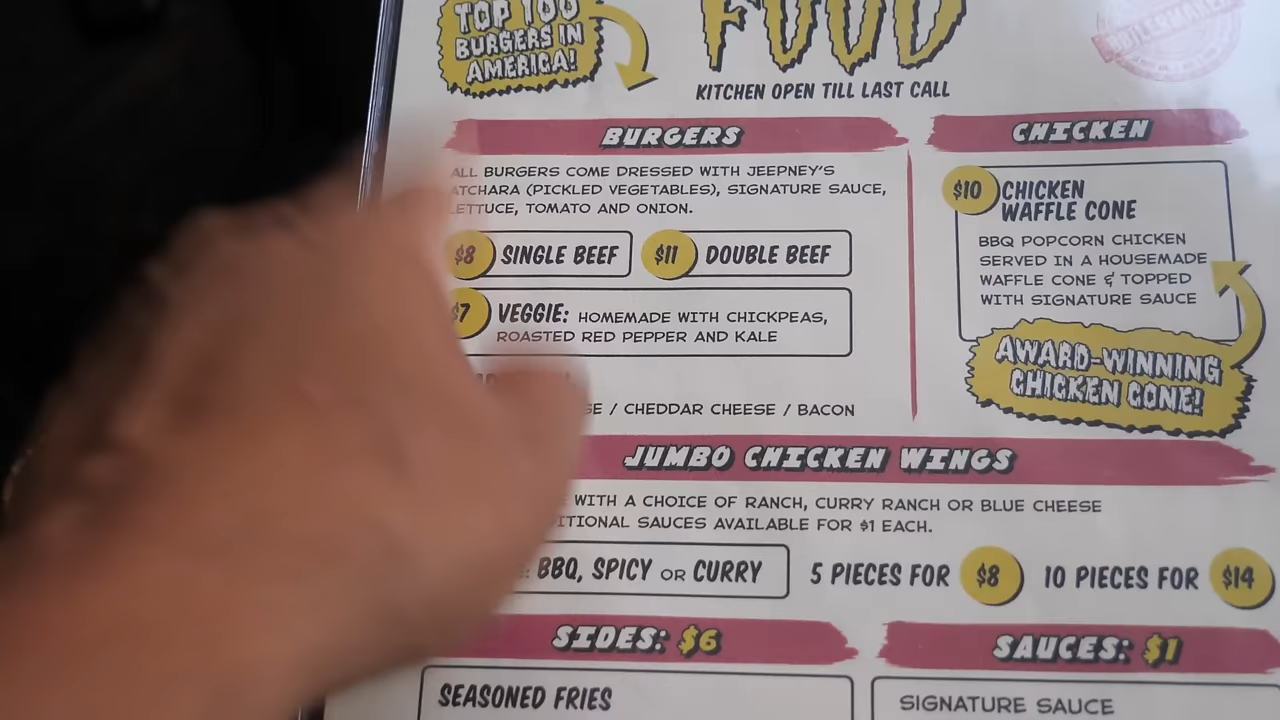 TOP 100
BURGERS IN
AMERICA!
FOOD
KITCHEN OPEN TILL LAST CALL
BURGERS
ALL BURGERS COME DRESSED WITH JEEPNEY'S
ATCHARA (PICKLED VEGETABLES), SIGNATURE SAUCE,
LETTUCE, TOMATO AND ONION.
$8 SINGLE BEEF
$11 DOUBLE BEEF
$7 VEGGIE: HOMEMADE WITH CHICKPEAS,
ROASTED RED PEPPER AND KALE
/ CHEDDAR CHEESE / BACON
CHICKEN
$10 CHICKEN
WAFFLE CONE
BBQ POPCORN CHICKEN
SERVED IN A HOUSEMADE
WAFFLE CONE & TOPPED
WITH SIGNATURE SAUCE
AWARD-WINNING
CHICKEN CONE!
JUMBO CHICKEN WINGS
WITH A CHOICE OF RANCH, CURRY RANCH OR BLUE CHEESE
SAUCES AVAILABLE FOR $1 EACH.
BBQ, SPICY OR CURRY
5 PIECES FOR $8
10 PIECES FOR $14
SIDES: $6
SEASONED FRIES
SAUCES: $1
SIGNATURE SAUCE